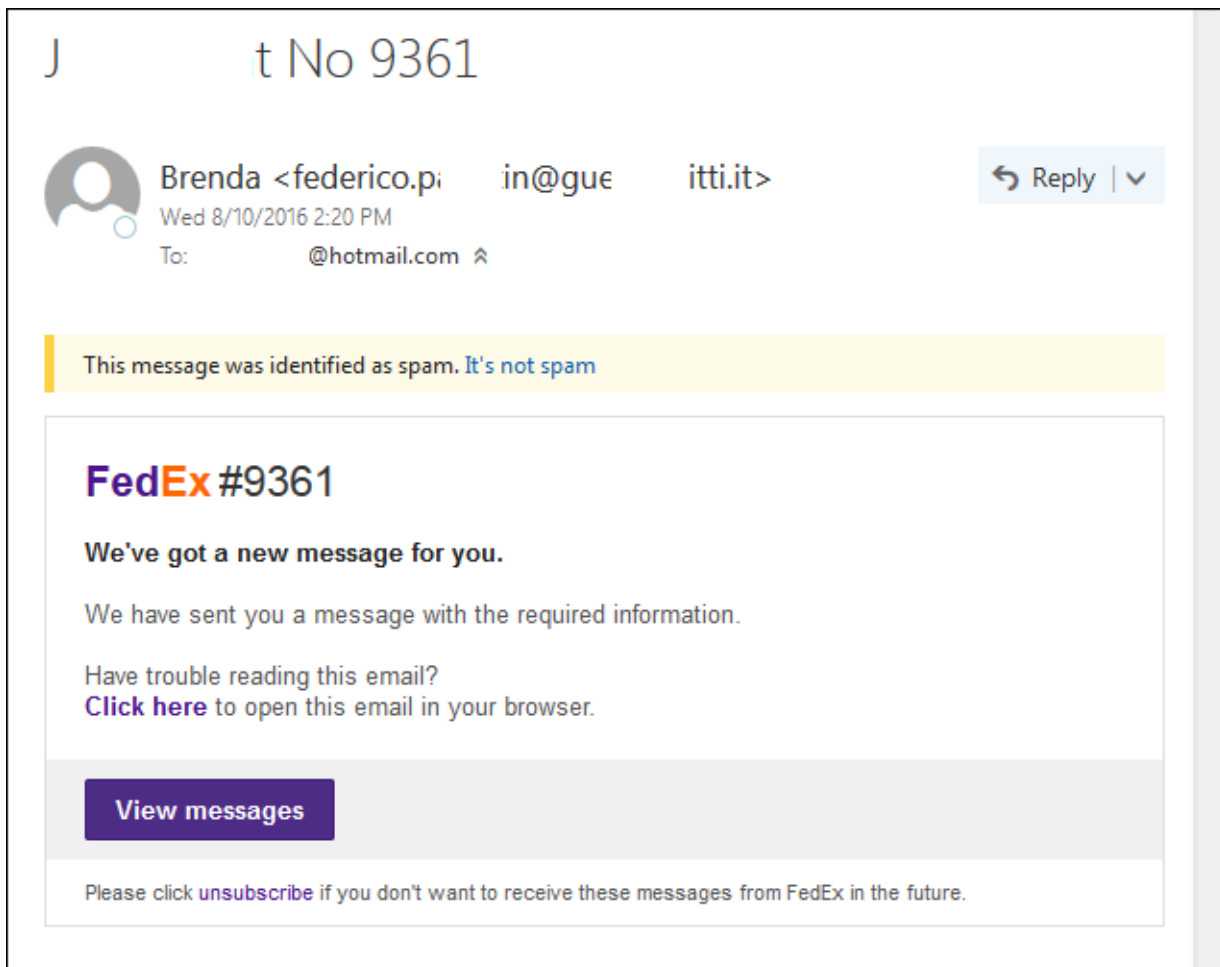 J t No 9361
Brenda <federico.pa in@gue itti.it>
Reply
Wed 8/10/2016 2:20 PM
To: @hotmail.com
This message was identified as spam. It's not spam
FedEx #9361
We've got a new message for you.
We have sent you a message with the required information.
Have trouble reading this email?
Click here to open this email in your browser.
View messages
Please click unsubscribe if you don't want to receive these messages from FedEx in the future.